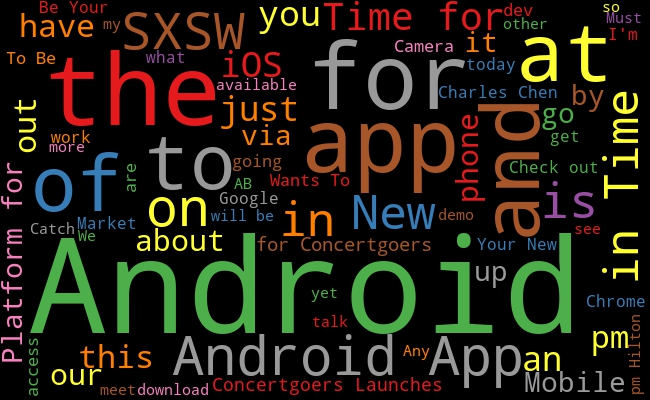 Be Your
my
SXSW
you
Time for
dev
other
so
Must
I'm
have
To Be
what
iOS
available
Camera
it
today
at
the
for
Charles Chen
by
just
out
work
more
via
app
phone
and
go
get
in Time
of
are
to
going
AB
Wants To
Check out
is
Google
on
will be
in
New
demo
see
Catch
Market
We
about
for Concertgoers
Your New
Platform for
Android
up
yet
Chrome
talk
pm
pm Hilton
access
this
Android App
Any
an
our
meet
download
Concertgoers Launches
Mobile